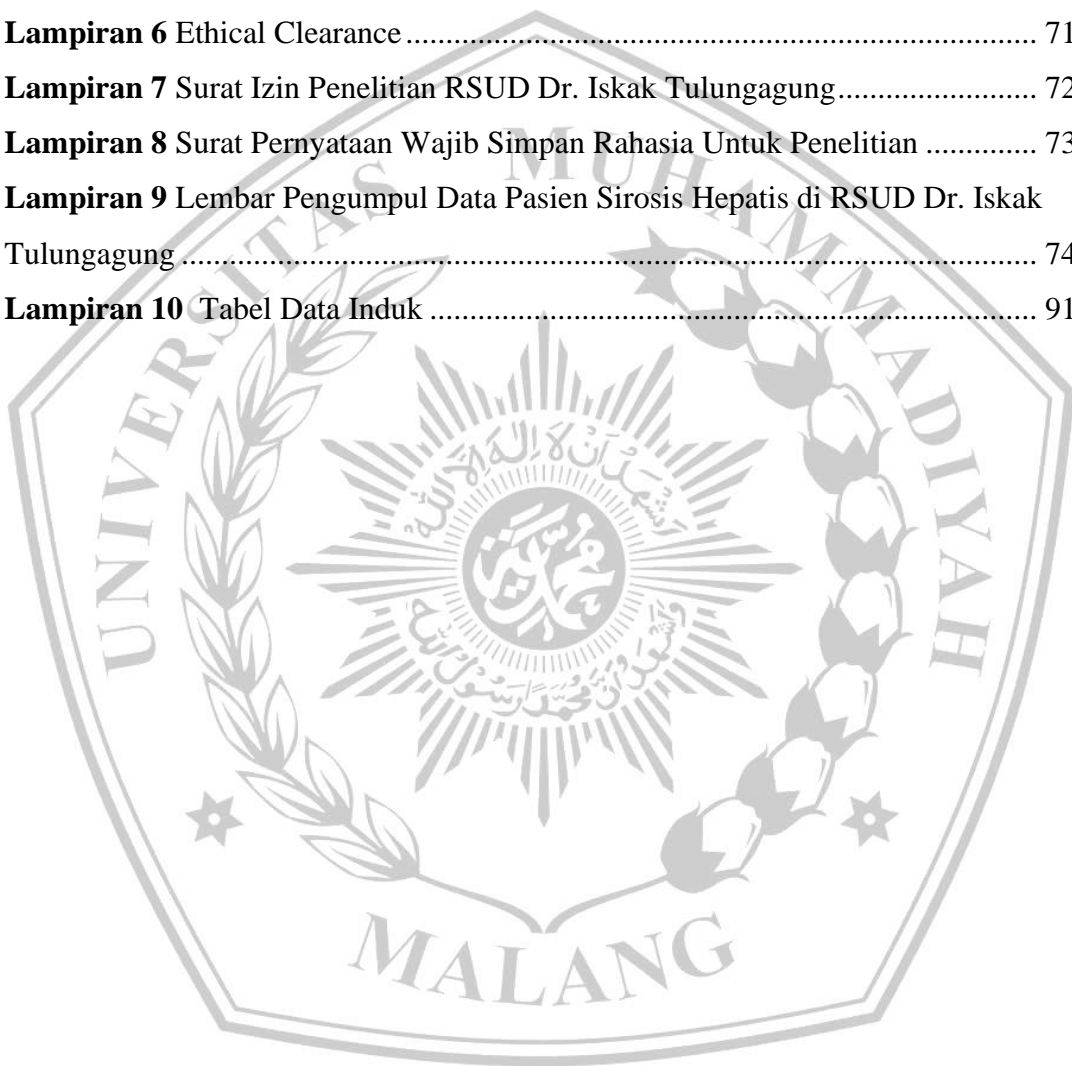 Lampiran 6 Ethical Clearance ........................................................................ 71
Lampiran 7 Surat Izin Penelitian RSUD Dr. Iskak Tulungagung ........................ 72
Lampiran 8 Surat Pernyataan Wajib Simpan Rahasia Untuk Penelitian .............. 73
Lampiran 9 Lembar Pengumpul Data Pasien Sirosis Hepatis di RSUD Dr. Iskak
Tulungagung ........................................................................ 74
Lampiran 10 Tabel Data Induk ........................................................................ 91
UNIVERSITAS MUHAMMADIYAH
MALANG